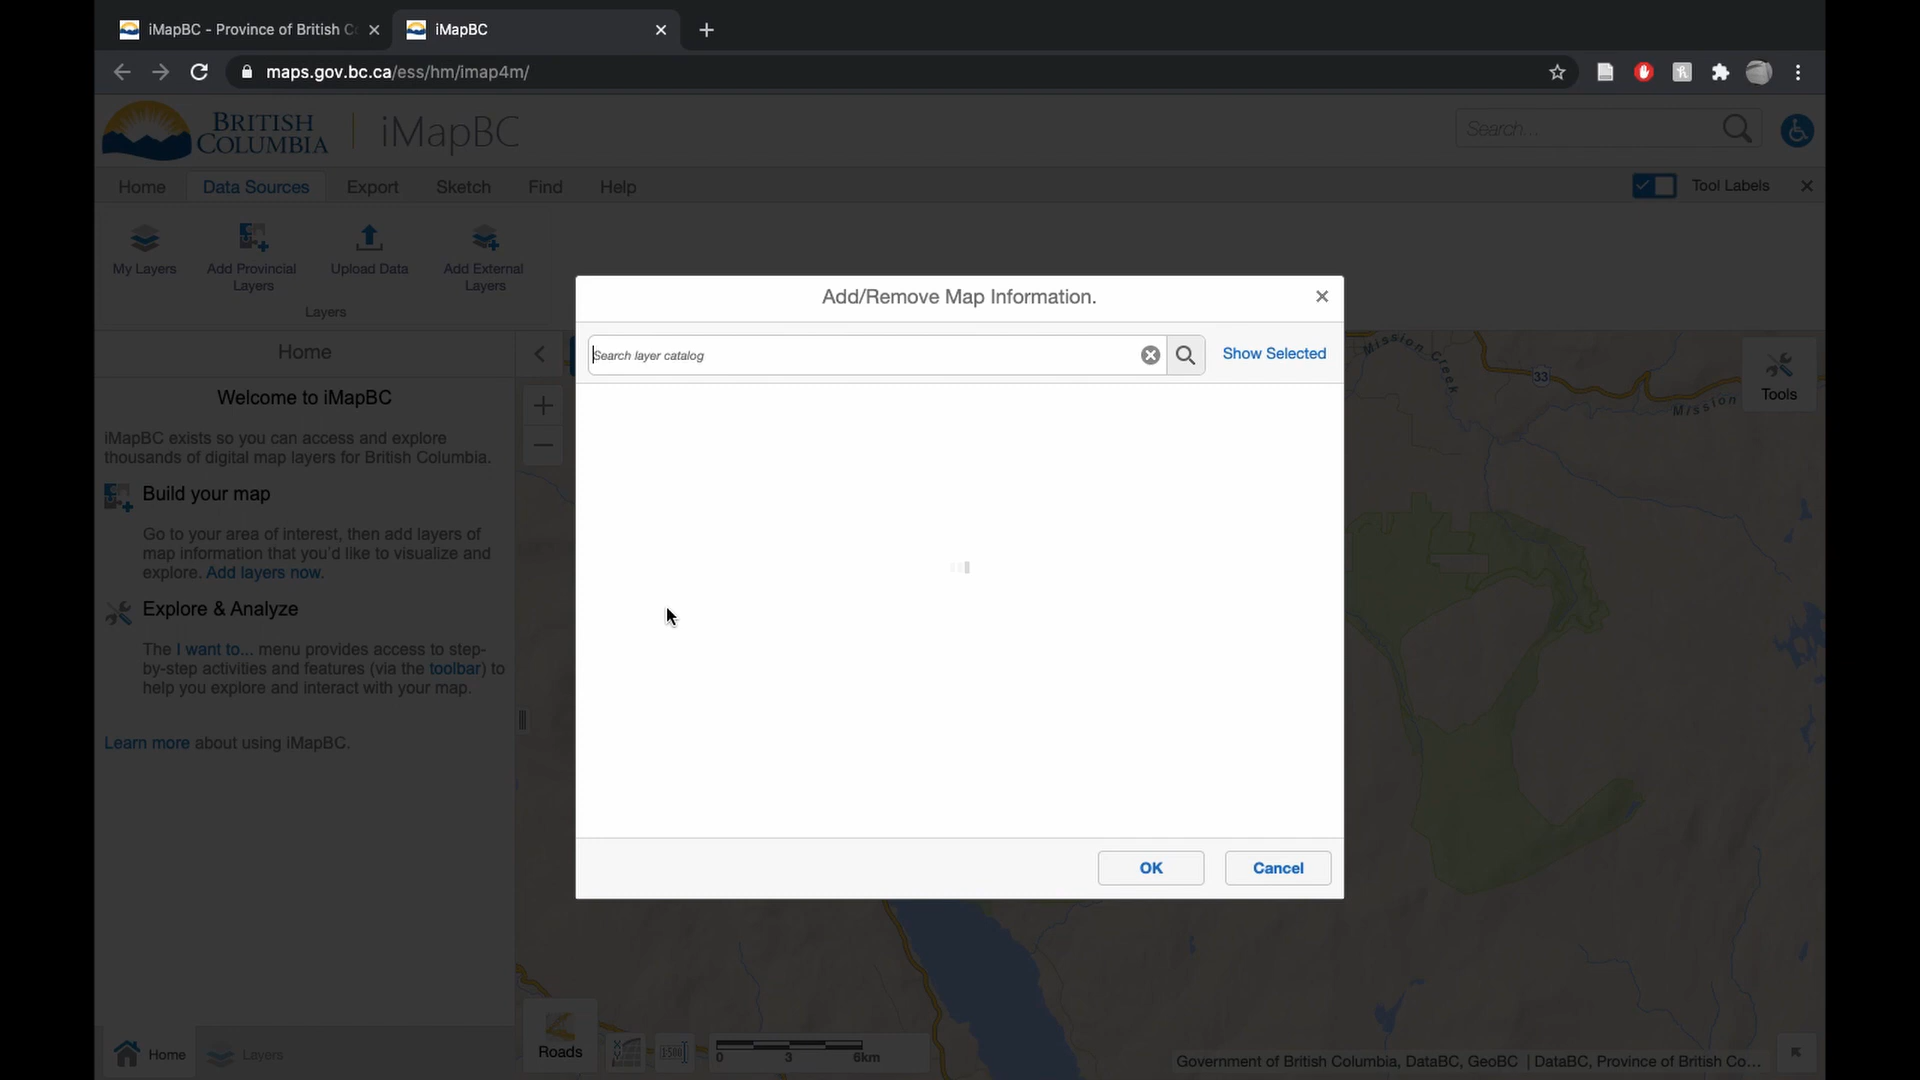 iMapBC - Province of British C
iMapBC
maps.gov.bc.ca/ess/hm/imap4m/
BRITISH
COLUMBIA
iMapBC
Search...
Home
Data Sources
Export
Sketch
Find
Help
Tool Labels
My Layers
Add Provincial
Layers
Upload Data
Add External
Layers
Layers
Add/Remove Map Information.
Search layer catalog
Show Selected
Home
Welcome to iMapBC
iMapBC exists so you can access and explore
thousands of digital map layers for British Columbia.
Build your map
Go to your area of interest, then add layers of
map information that you'd like to visualize and
explore. Add layers now.
Explore & Analyze
The I want to... menu provides access to step-
by-step activities and features (via the toolbar) to
help you explore and interact with your map.
Learn more about using iMapBC.
Mission Creek
33
Mission
Tools
OK
Cancel
Home
Layers
Roads
1:500
0 3 6km
Government of British Columbia, DataBC, GeoBC | DataBC, Province of British Co...